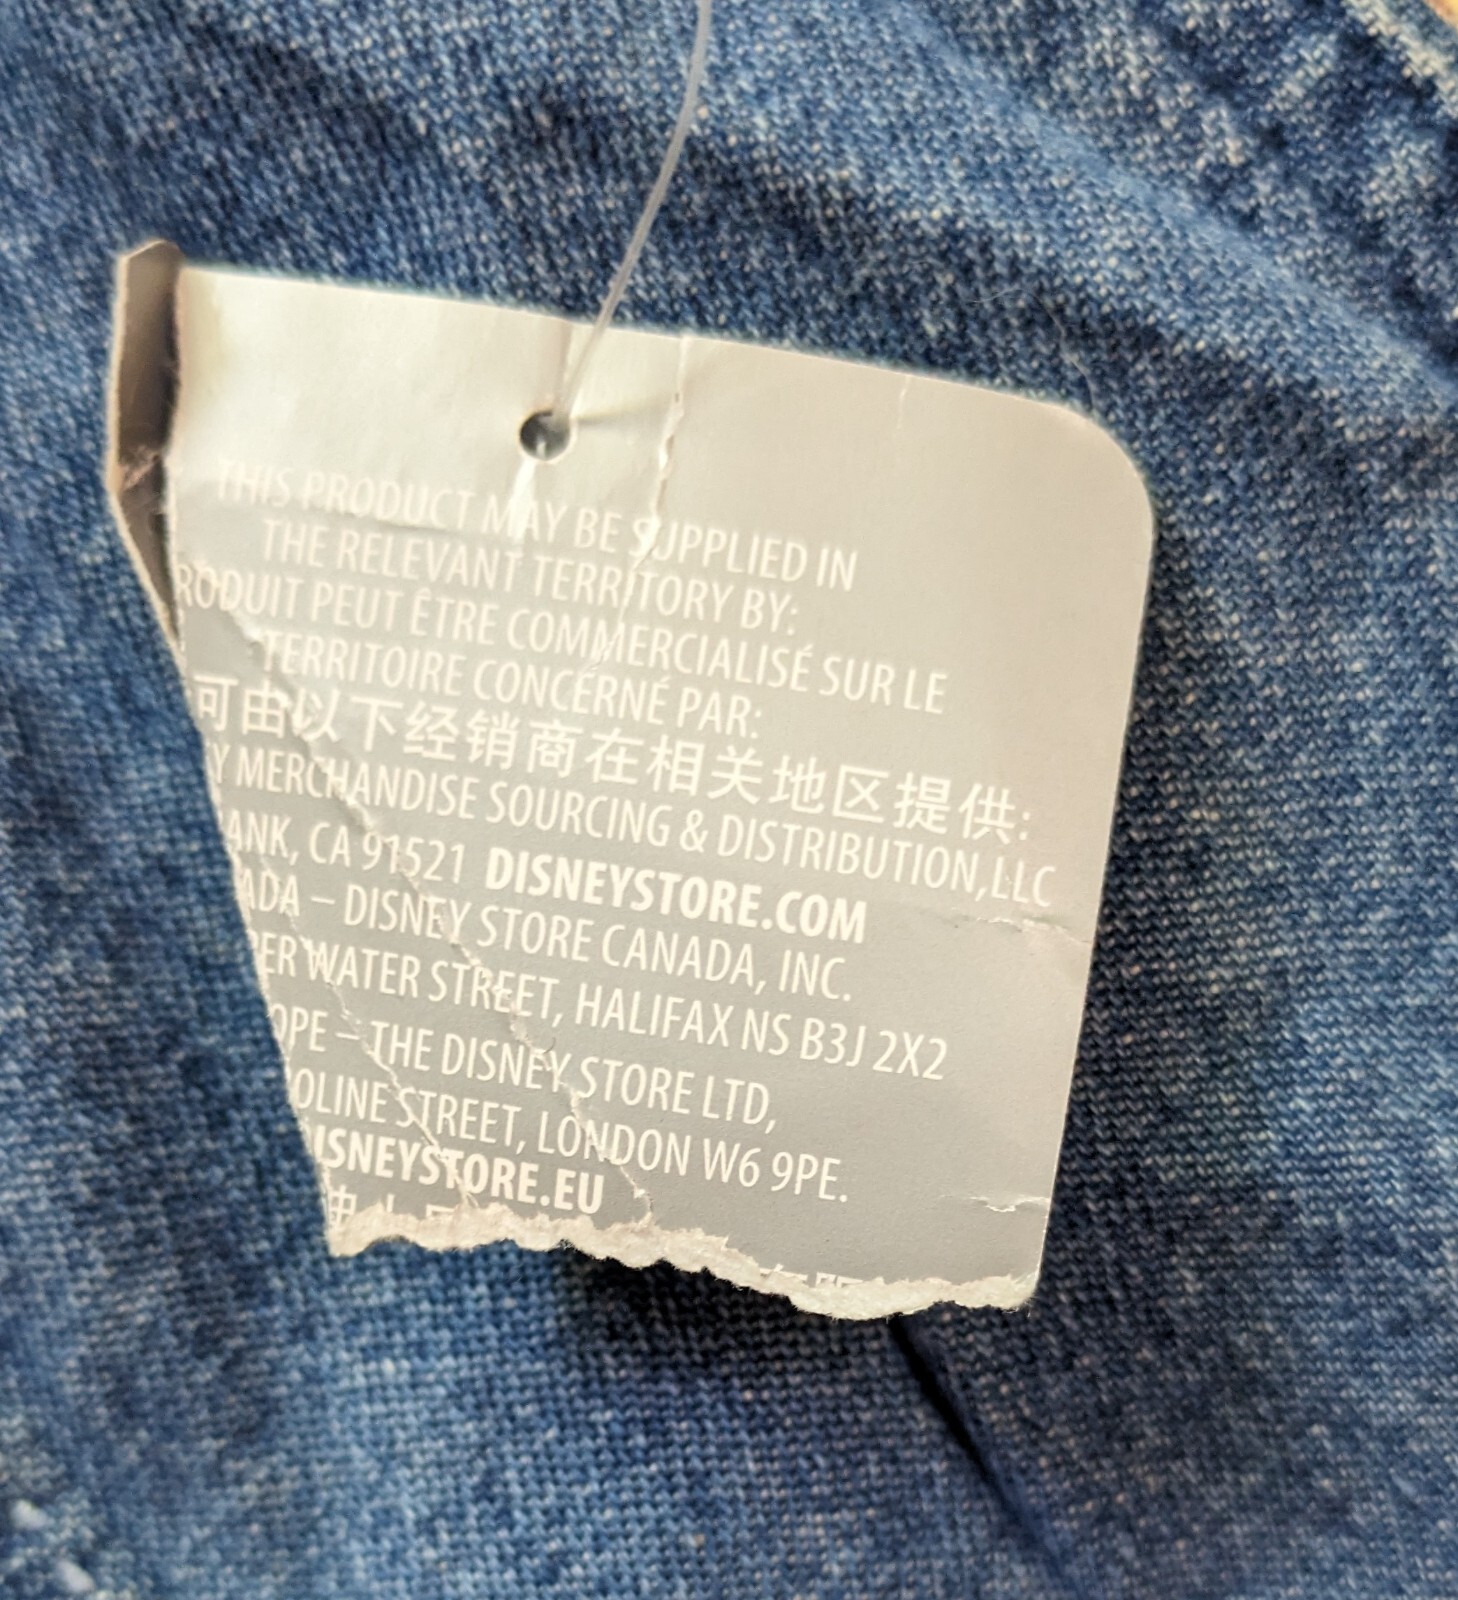 THIS PRODUCT MAY BE SUPPLIED IN
THE RELEVANT TERRITORY BY:
RODUIT PEUT ÊTRE COMMERCIALISÉ SUR LE
TERRITOIRE CONCERNÉ PAR:
可由以下经销商在相关地区提供:
Y MERCHANDISE SOURCING & DISTRIBUTION,LLC
ANK, CA 91521 DISNEYSTORE.COM
ADA – DISNEY STORE CANADA, INC.
PER WATER STREET, HALIFAX NS B3J 2X2
OPE – THE DISNEY STORE LTD,
OLINE STREET, LONDON W6 9PE.
DISNEYSTORE.EU